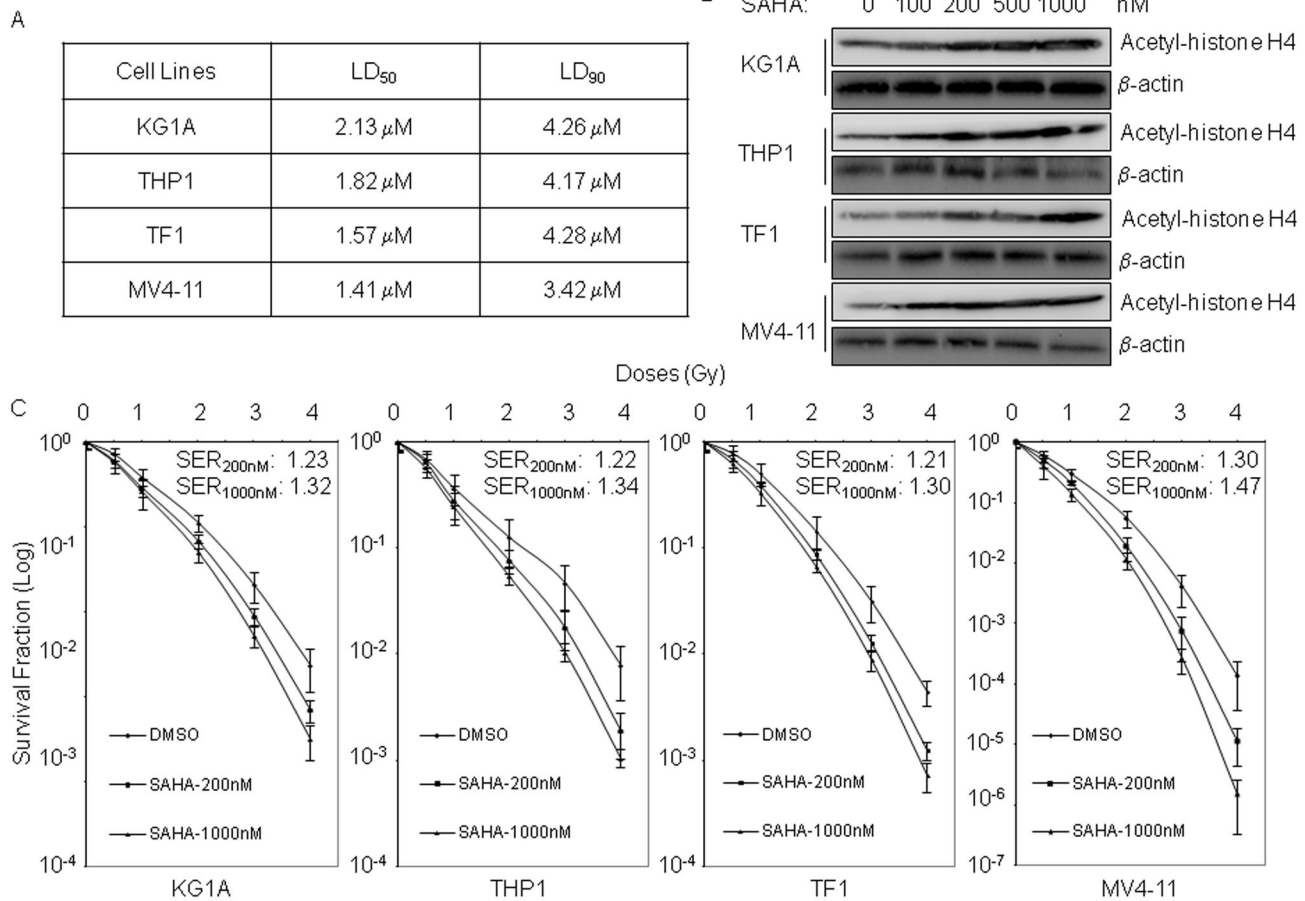 A
Cell Lines LD50 LD90
KG1A 2.13 μM 4.26 μM
THP1 1.82 μM 4.17 μM
TF1 1.57 μM 4.28 μM
MV4-11 1.41 μM 3.42 μM
SAHA: 0 100 200 500 1000 nM
KG1A
Acetyl-histone H4
β-actin
THP1
Acetyl-histone H4
β-actin
TF1
Acetyl-histone H4
β-actin
MV4-11
Acetyl-histone H4
β-actin
Doses (Gy)
C
Survival Fraction (Log)
0 1 2 3 4
10^0
10^-1
10^-2
10^-3
10^-4
SER200nM: 1.23
SER1000nM: 1.32
DMSO
SAHA-200nM
SAHA-1000nM
KG1A
0 1 2 3 4
10^0
10^-1
10^-2
10^-3
10^-4
SER200nM: 1.22
SER1000nM: 1.34
DMSO
SAHA-200nM
SAHA-1000nM
THP1
0 1 2 3 4
10^0
10^-1
10^-2
10^-3
10^-4
SER200nM: 1.21
SER1000nM: 1.30
DMSO
SAHA-200nM
SAHA-1000nM
TF1
0 1 2 3 4
10^0
10^-1
10^-2
10^-3
10^-4
10^-5
10^-6
10^-7
SER200nM: 1.30
SER1000nM: 1.47
DMSO
SAHA-200nM
SAHA-1000nM
MV4-11